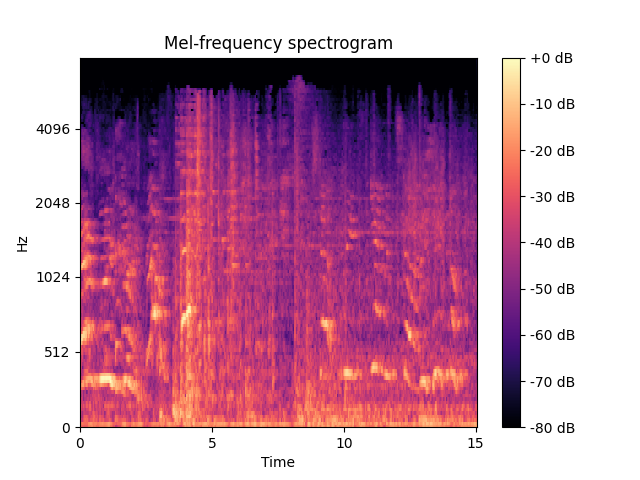 Mel-frequency spectrogram
+0 dB
4096
-10 dB
-20 dB
2048
-30 dB
Hz
1024
-40 dB
-50 dB
512
-60 dB
-70 dB
0
-80 dB
0 5 10 15
Time